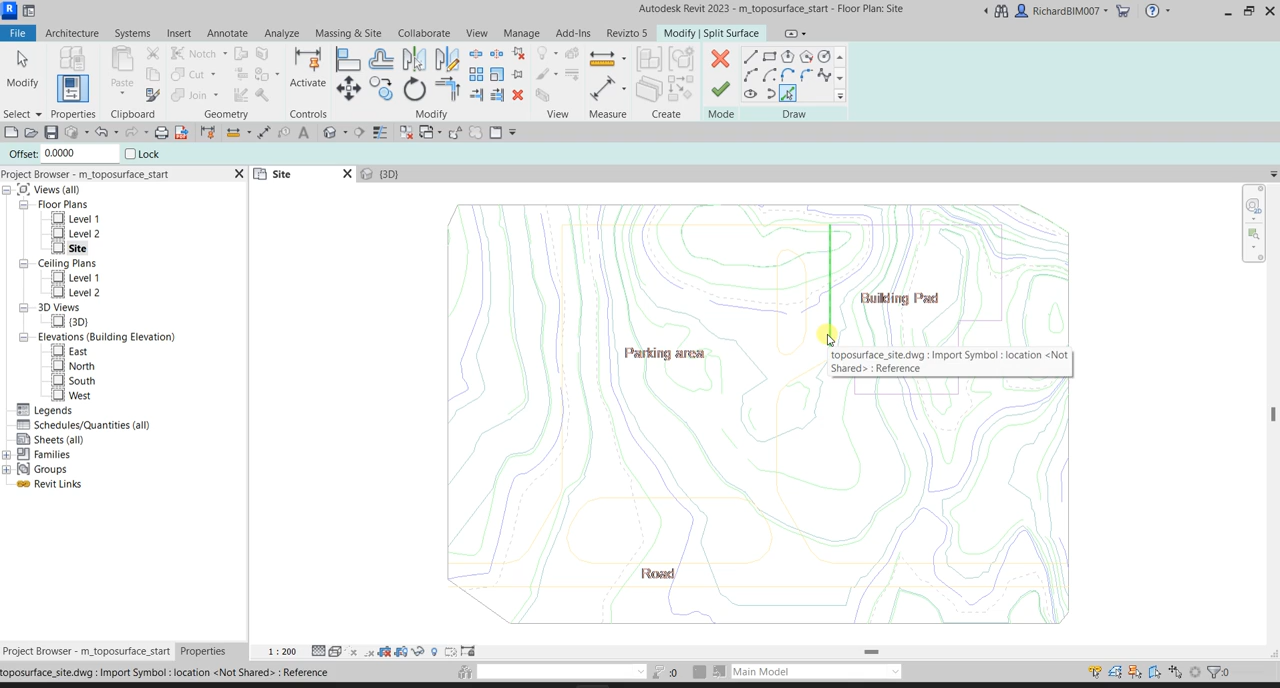 Autodesk Revit 2023 - m_toposurface_start - Floor Plan: Site
RichardBIM007
File Architecture Systems Insert Annotate Analyze Massing & Site Collaborate View Manage Add-Ins Revizto 5 Modify | Split Surface
Modify
Paste
Notch
Cut
Join
Activate
Select Properties Clipboard Geometry Controls Modify View Measure Create Mode Draw
Offset: 0.0000 Lock
Project Browser - m_toposurface_start
Site
{3D}
Views (all)
Floor Plans
Level 1
Level 2
Site
Ceiling Plans
Level 1
Level 2
3D Views
{3D}
Elevations (Building Elevation)
East
North
South
West
Legends
Schedules/Quantities (all)
Sheets (all)
Families
Groups
Revit Links
Building Pad
Parking area
toposurface_site.dwg : Import Symbol : location <Not
Shared> : Reference
Road
2D
Project Browser - m_toposurface_start Properties
1 : 200
toposurface_site.dwg : Import Symbol : location <Not Shared> : Reference
:0
Main Model
:0